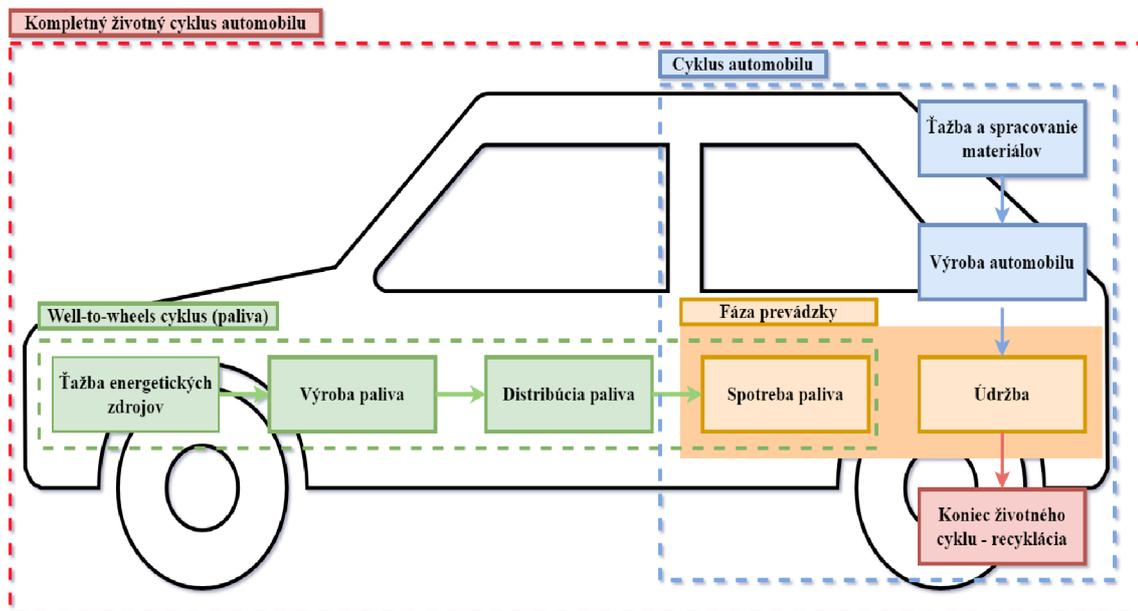 Kompletný životný cyklus automobilu
Cyklus automobilu
Ťažba a spracovanie
materiálov
Výroba automobilu
Well-to-wheels cyklus (paliva)
Fáza prevádzky
Ťažba energetických
zdrojov
Výroba paliva
Distribúcia paliva
Spotreba paliva
Údržba
Koniec životného
cyklu - recyklácia